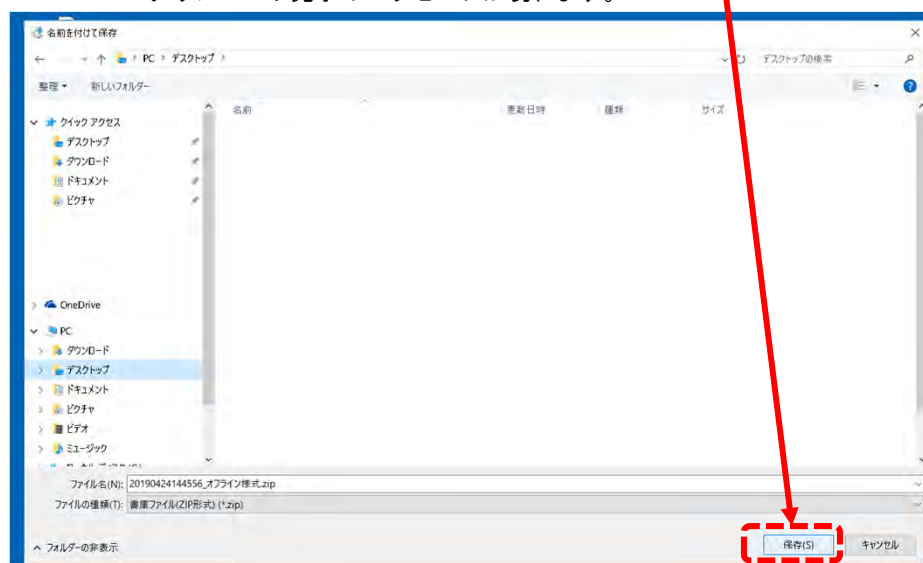 名前を付けて保存
PC › デスクトップ ›
デスクトップの検索
整理 新しいフォルダー
名前 更新日時 種類 サイズ
クイック アクセス
デスクトップ
ダウンロード
ドキュメント
ピクチャ
OneDrive
PC
ダウンロード
デスクトップ
ドキュメント
ピクチャ
ビデオ
ミュージック
ファイル名(N): 20190424144556_オフライン様式.zip
ファイルの種類(T): 書庫ファイル(ZIP形式) (*.zip)
フォルダーの非表示
保存(S) キャンセル